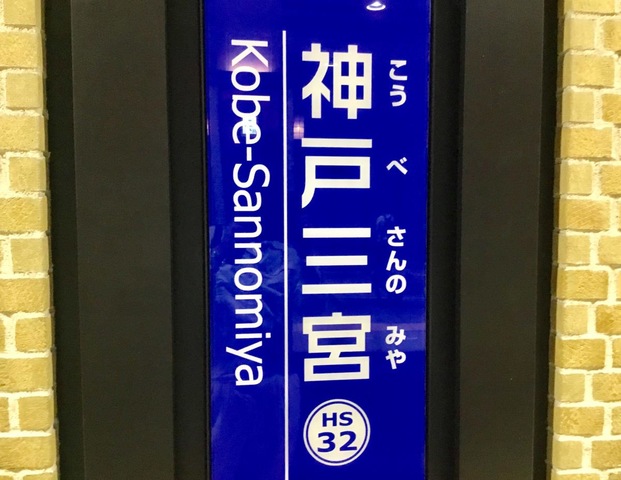 こう べ さんの みや
神戸三宮
HS
32
Kobe-Sannomiya